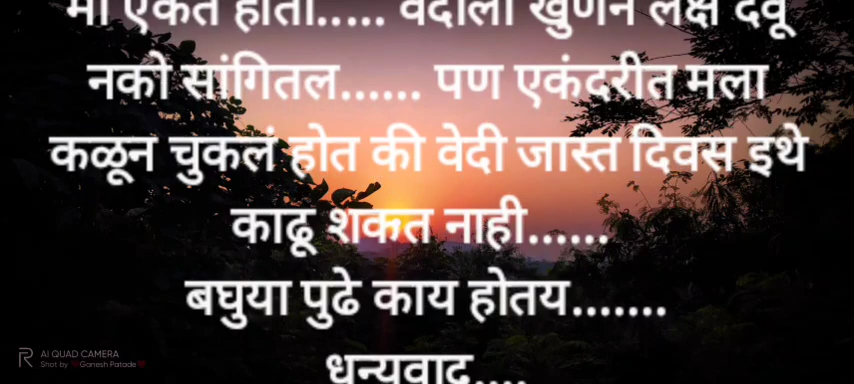 मी एकत होतो..... वेदीला खुणेन लक्ष देवू
नको सांगितल...... पण एकंदरीत मला
कळून चुकलं होत की वेदी जास्त दिवस इथे
काढू शकत नाही......
बघुया पुढे काय होतय.......
धन्यवाद....
AI QUAD CAMERA
Shot by ❤️Ganesh Patade❤️